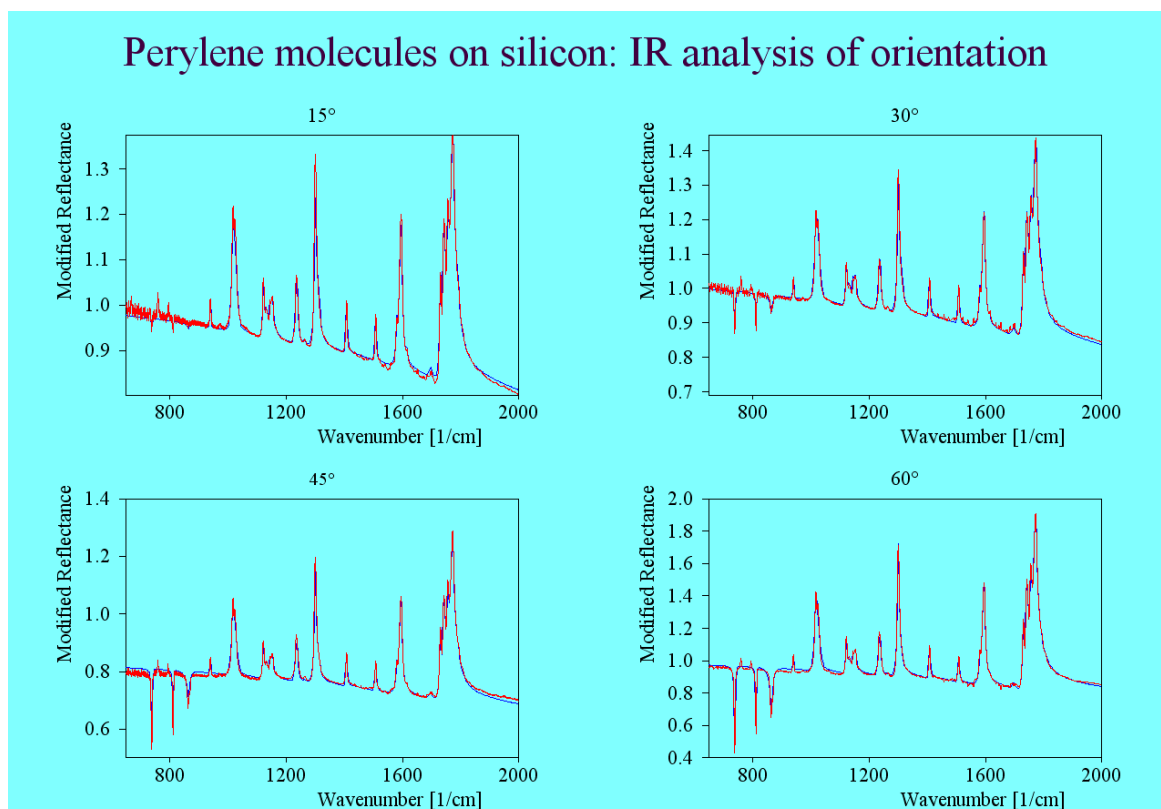 Perylene molecules on silicon: IR analysis of orientation
15°
Modified Reflectance
1.3
1.2
1.1
1.0
0.9
800 1200 1600 2000
Wavenumber [1/cm]
30°
Modified Reflectance
1.4
1.3
1.2
1.1
1.0
0.9
0.8
0.7
800 1200 1600 2000
Wavenumber [1/cm]
45°
Modified Reflectance
1.4
1.2
1.0
0.8
0.6
800 1200 1600 2000
Wavenumber [1/cm]
60°
Modified Reflectance
2.0
1.8
1.6
1.4
1.2
1.0
0.8
0.6
0.4
800 1200 1600 2000
Wavenumber [1/cm]